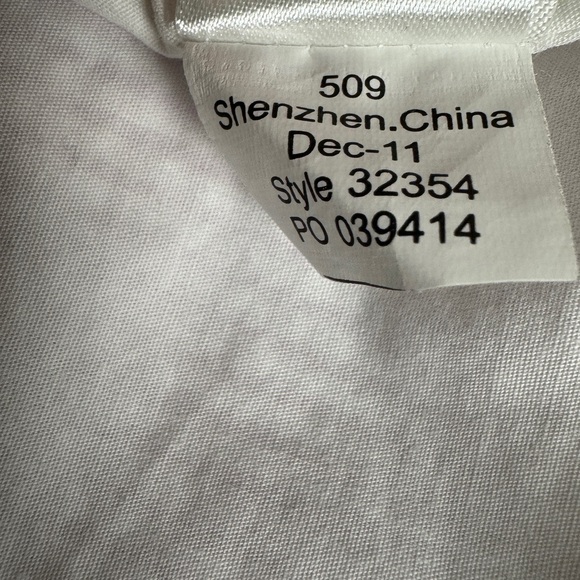 509
Shenzhen.China
Dec-11
Style 32354
PO 039414